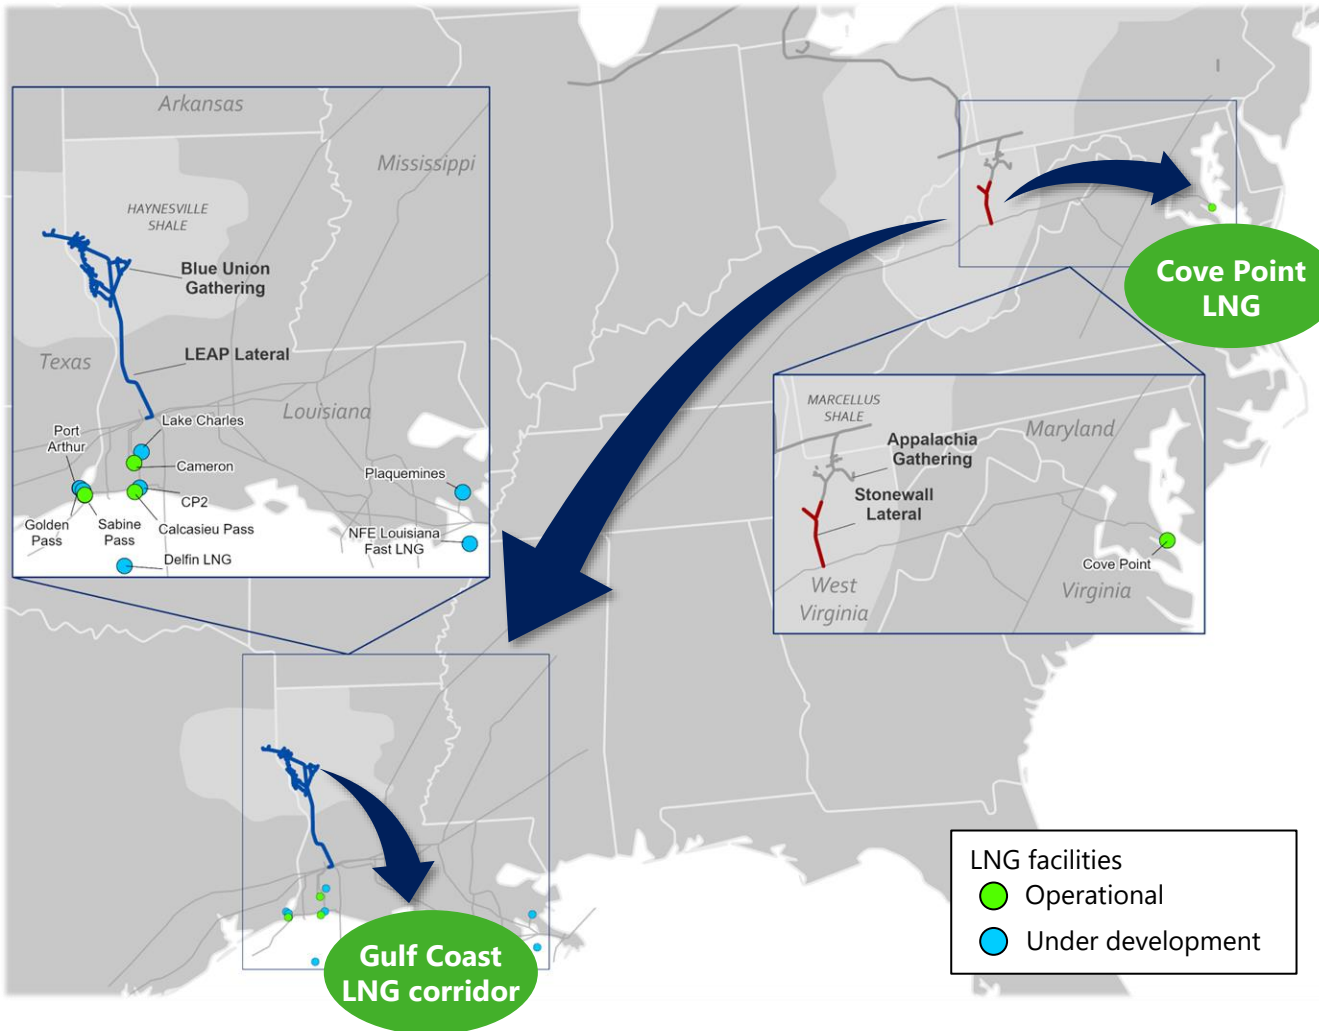 Arkansas
Mississippi
HAYNESVILLE
SHALE
Blue Union
Gathering
Texas
LEAP Lateral
Louisiana
Lake Charles
Port
Arthur
Cameron
Plaquemines
CP2
Golden
Pass
Sabine
Pass
Calcasieu Pass
NFE Louisiana
Fast LNG
Delfin LNG
Cove Point
LNG
MARCELLUS
SHALE
Appalachia
Gathering
Maryland
Stonewall
Lateral
Cove Point
West
Virginia
Virginia
Gulf Coast
LNG corridor
LNG facilities
Operational
Under development